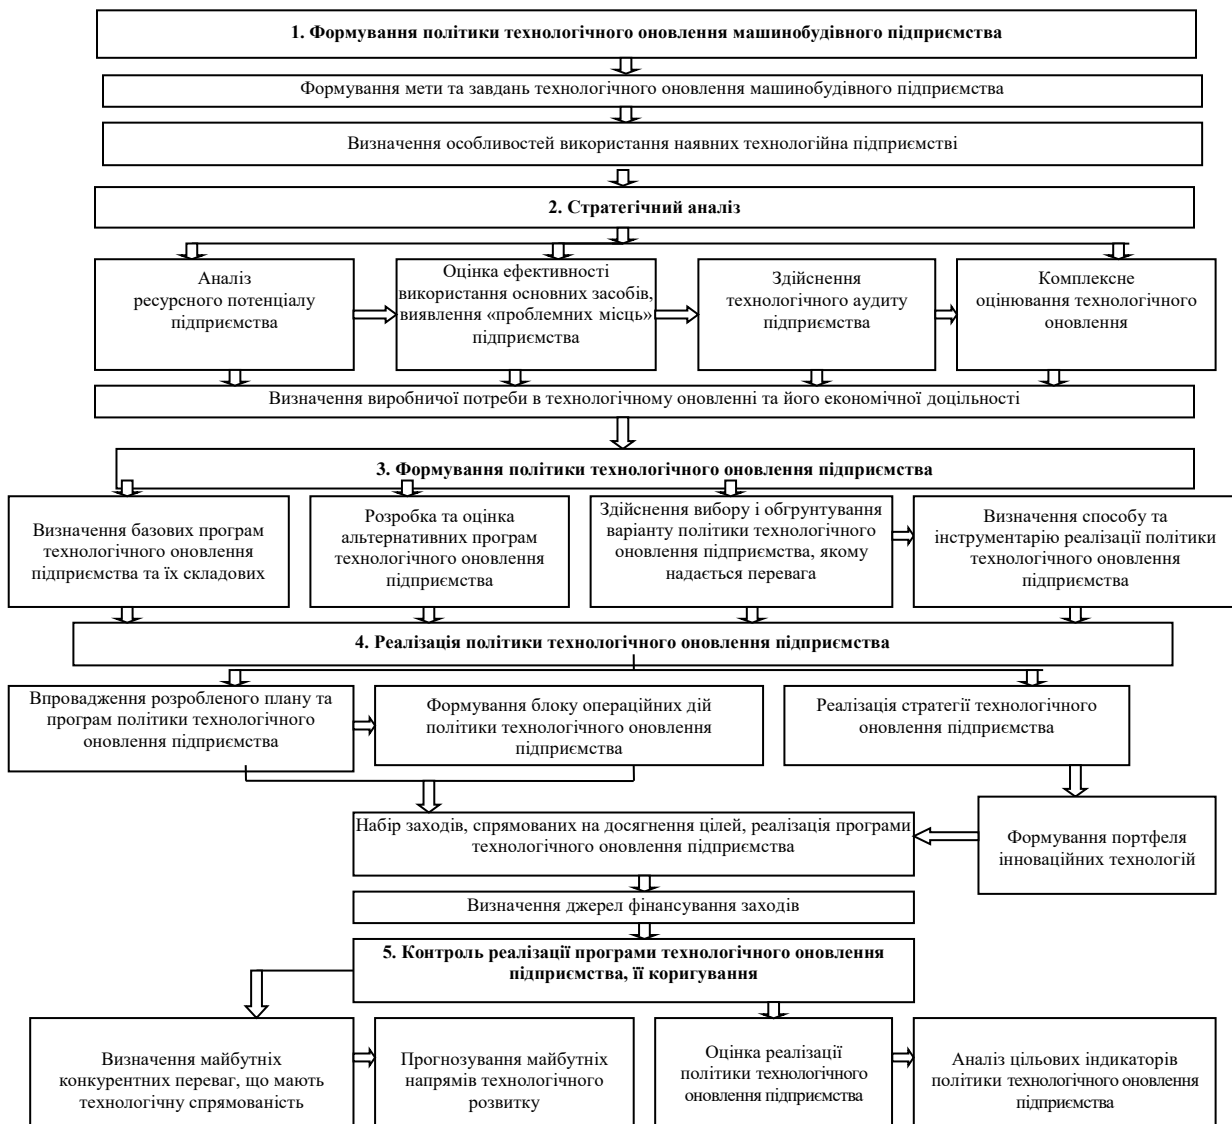 1. Формування політики технологічного оновлення машинобудівного підприємства
Формування мети та завдань технологічного оновлення машинобудівного підприємства
Визначення особливостей використання наявних технологійна підприємстві
2. Стратегічний аналіз
Аналіз
ресурсного потенціалу
підприємства
Оцінка ефективності
використання основних засобів,
виявлення «проблемних місць»
підприємства
Здійснення
технологічного аудиту
підприємства
Комплексне
оцінювання технологічного
оновлення
Визначення виробничої потреби в технологічному оновленні та його економічної доцільності
3. Формування політики технологічного оновлення підприємства
Визначення базових програм
технологічного оновлення
підприємства та їх складових
Розробка та оцінка
альтернативних програм
технологічного оновлення
підприємства
Здійснення вибору і обгрунтування
варіанту політики технологічного
оновлення підприємства, якому
надається перевага
Визначення способу та
інструментарію реалізації політики
технологічного оновлення
підприємства
4. Реалізація політики технологічного оновлення підприємства
Впровадження розробленого плану та
програм політики технологічного
оновлення підприємства
Формування блоку операційних дій
політики технологічного оновлення
підприємства
Реалізація стратегії технологічного
оновлення підприємства
Набір заходів, спрямованих на досягнення цілей, реалізація програми
технологічного оновлення підприємства
Формування портфеля
інноваційних технологій
Визначення джерел фінансування заходів
5. Контроль реалізації програми технологічного оновлення
підприємства, її коригування
Визначення майбутніх
конкурентних переваг, що мають
технологічну спрямованість
Прогнозування майбутніх
напрямів технологічного
розвитку
Оцінка реалізації
політики технологічного
оновлення підприємства
Аналіз цільових індикаторів
політики технологічного оновлення
підприємства